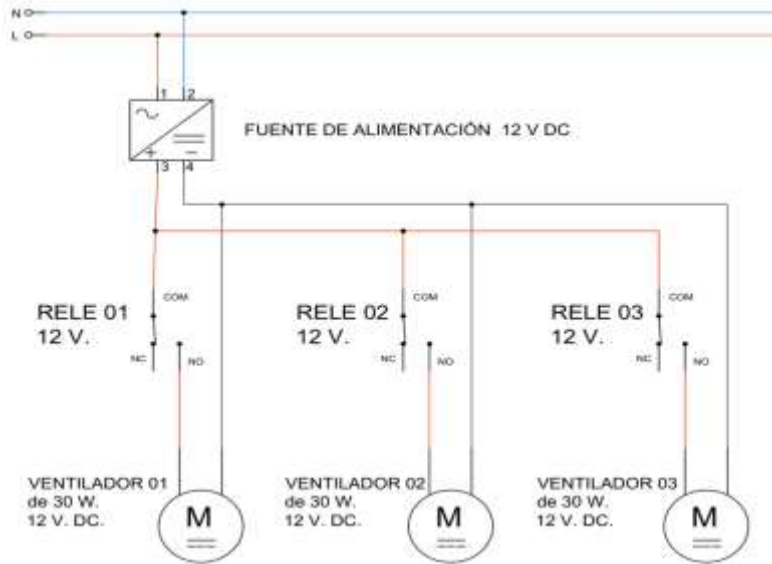 N
L
1 2
FUENTE DE ALIMENTACIÓN 12 V DC
+ −
3 4
COM
RELE 01
12 V.
NC
NO
COM
RELE 02
12 V.
NC
NO
COM
RELE 03
12 V.
NC
NO
VENTILADOR 01
de 30 W.
12 V. DC.
M
VENTILADOR 02
de 30 W.
12 V. DC.
M
VENTILADOR 03
de 30 W.
12 V. DC.
M